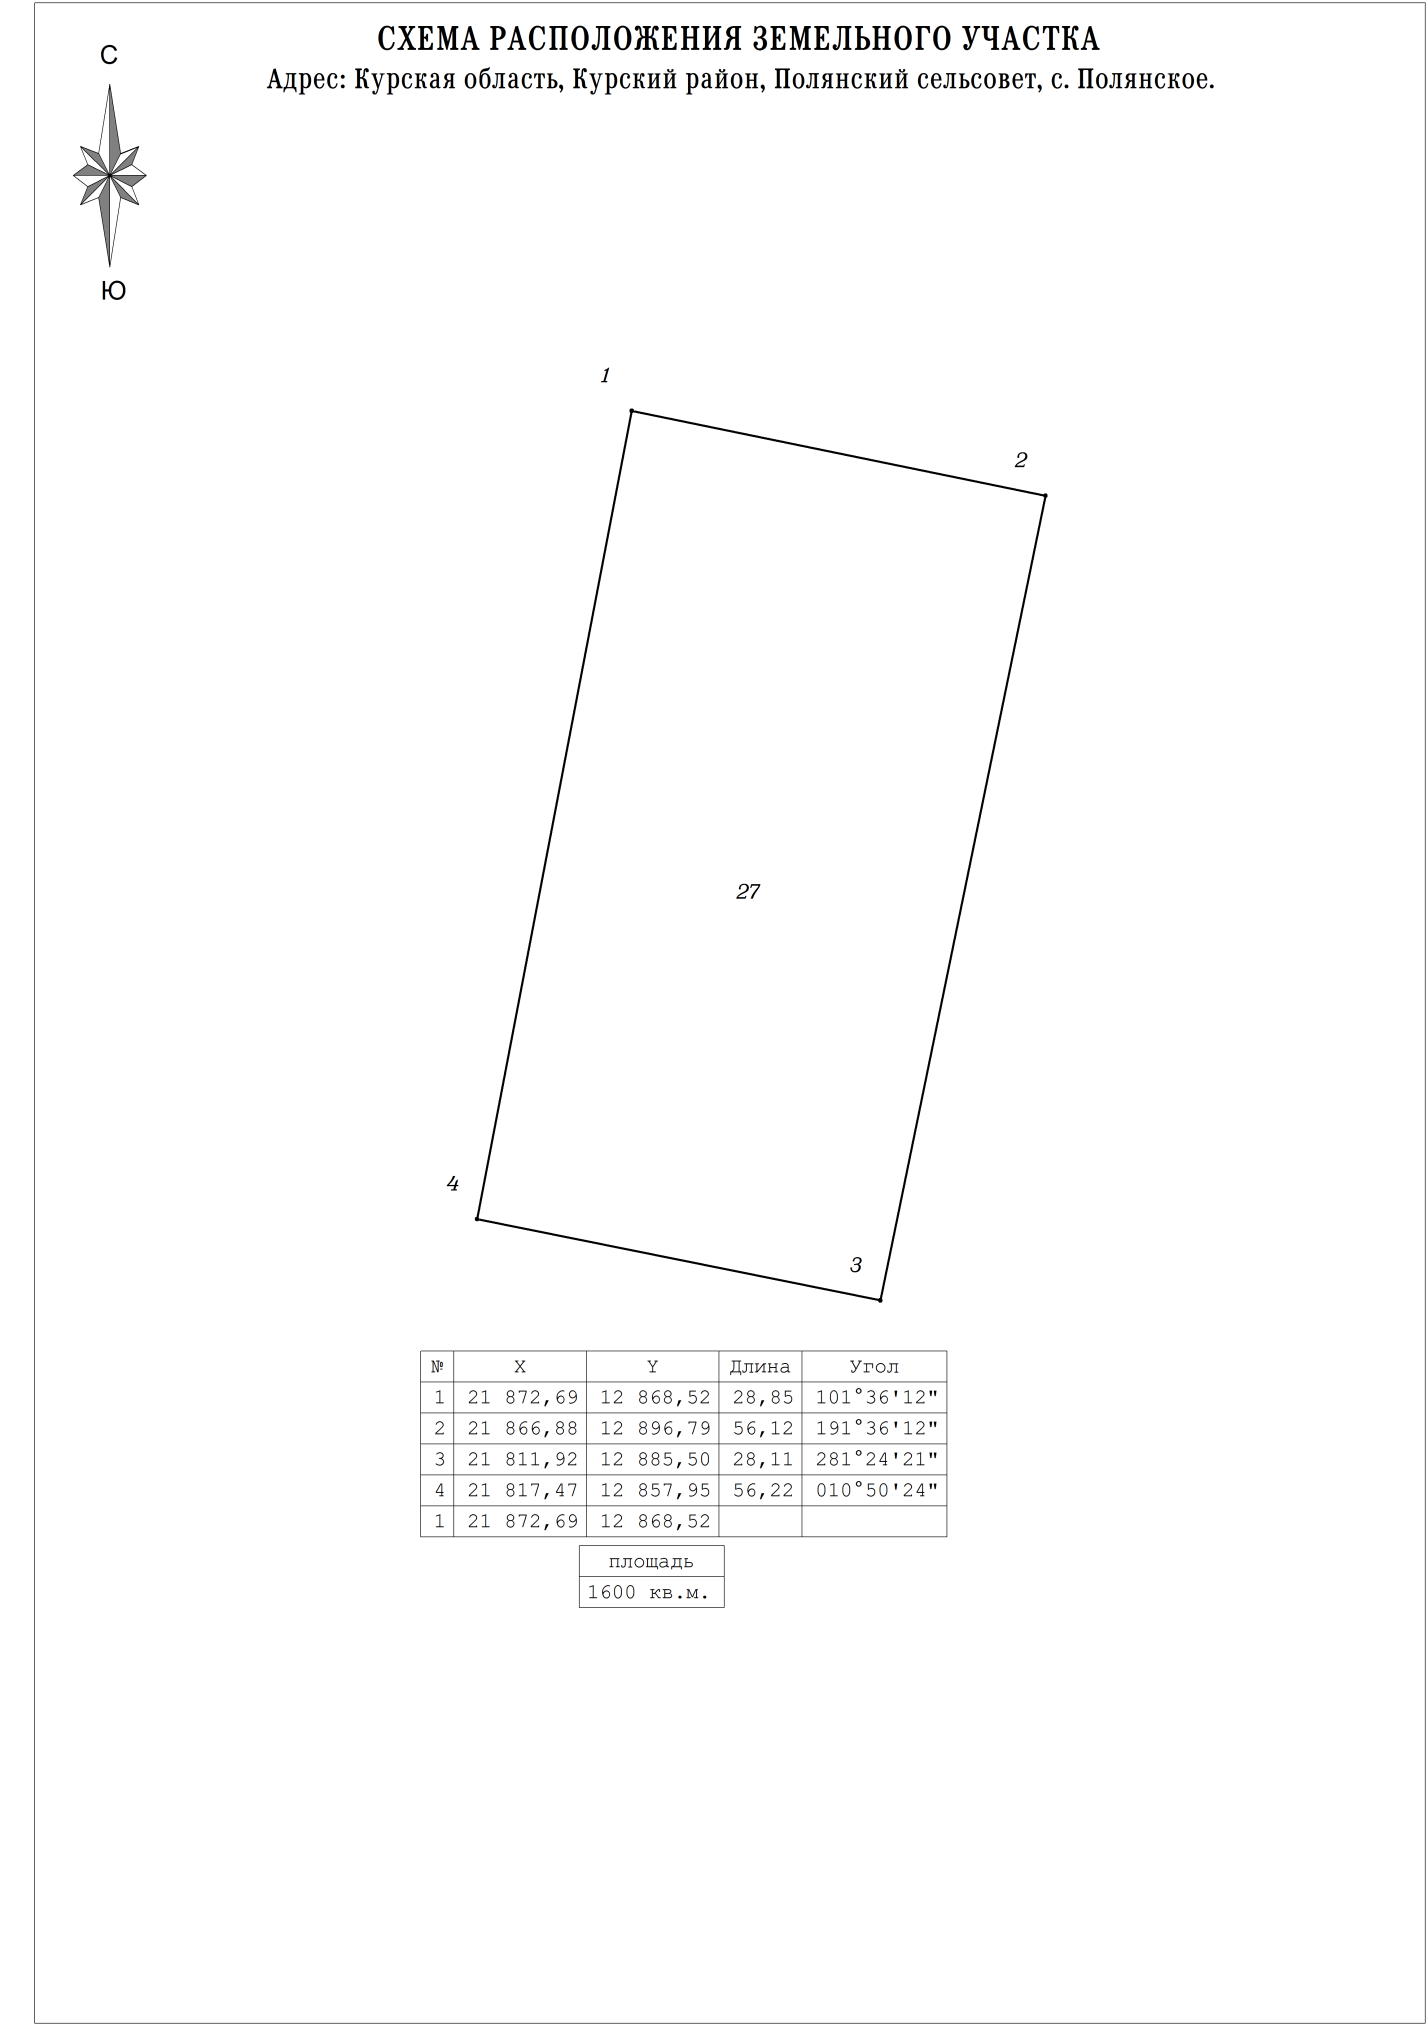 СХЕМА РАСПОЛОЖЕНИЯ ЗЕМЕЛЬНОГО УЧАСТКА
Адрес: Курская область, Курский район, Полянский сельсовет, с. Полянское.
С
Ю
1
2
27
4
3
№ X Y Длина Угол
1 21 872,69 12 868,52 28,85 101°36'12"
2 21 866,88 12 896,79 56,12 191°36'12"
3 21 811,92 12 885,50 28,11 281°24'21"
4 21 817,47 12 857,95 56,22 010°50'24"
1 21 872,69 12 868,52
площадь
1600 кв.м.